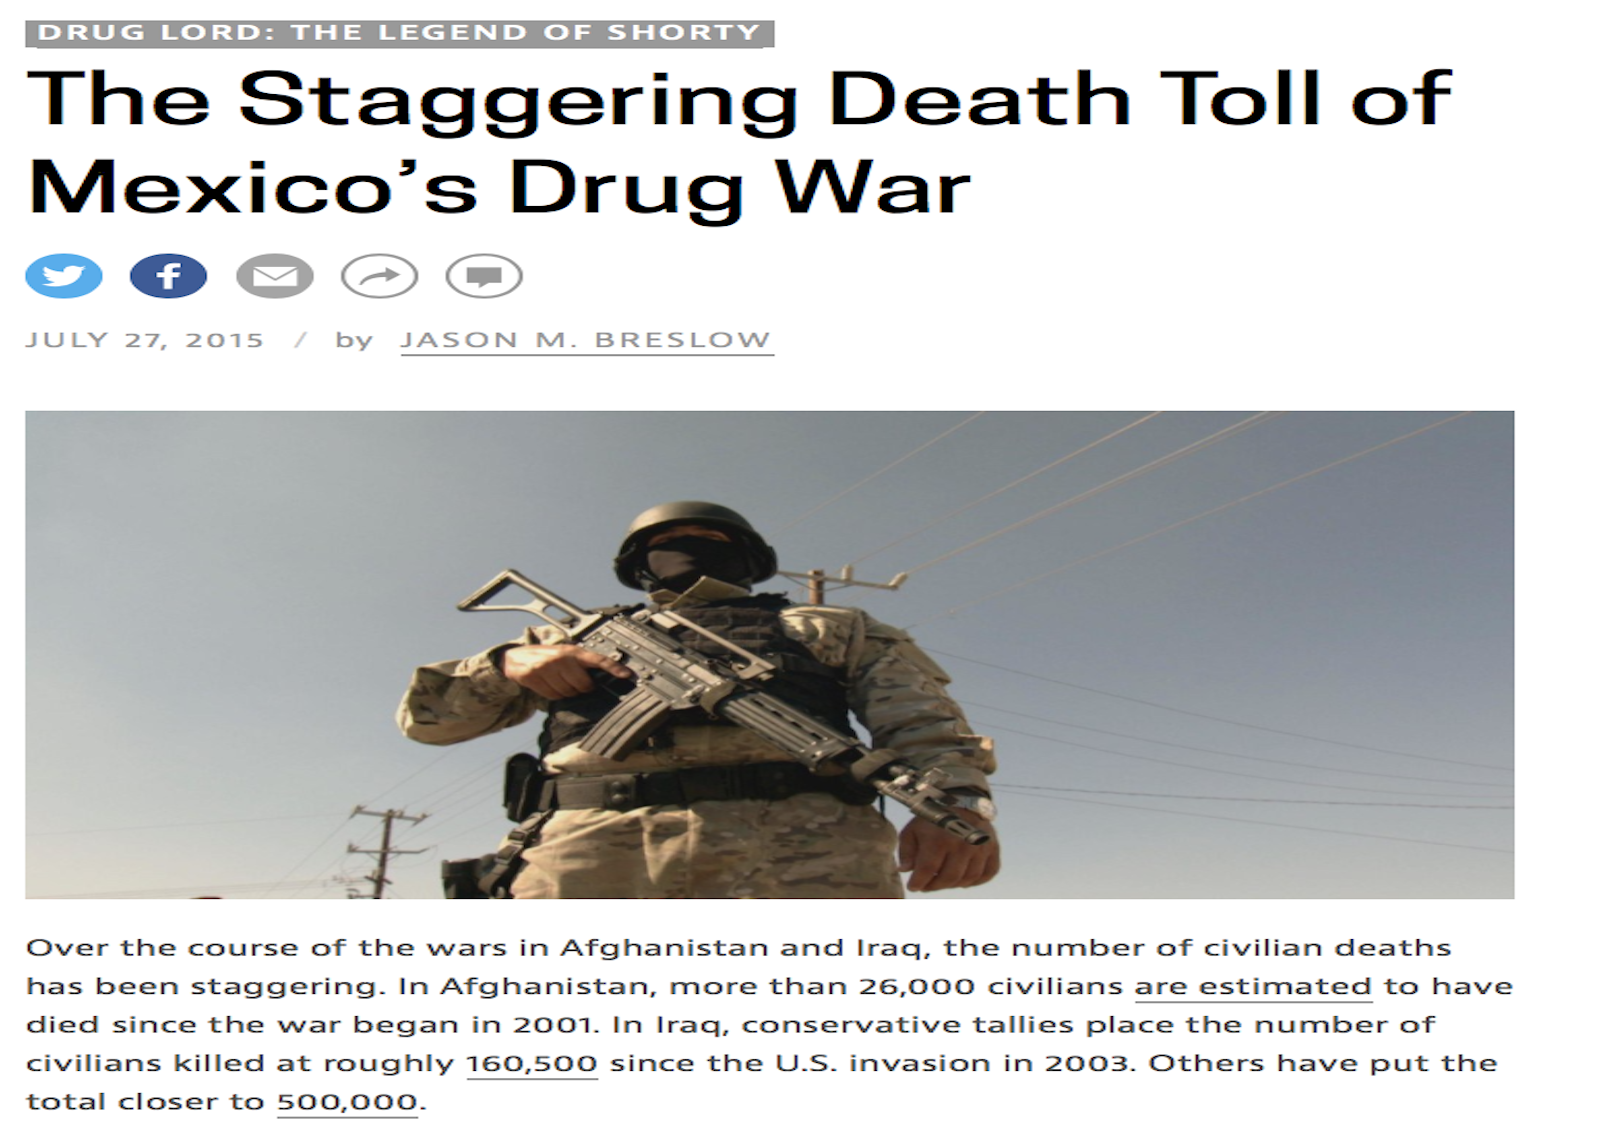 DRUG LORD: THE LEGEND OF SHORTY
The Staggering Death Toll of
Mexico’s Drug War
JULY 27, 2015 / by JASON M. BRESLOW
Over the course of the wars in Afghanistan and Iraq, the number of civilian deaths
has been staggering. In Afghanistan, more than 26,000 civilians are estimated to have
died since the war began in 2001. In Iraq, conservative tallies place the number of
civilians killed at roughly 160,500 since the U.S. invasion in 2003. Others have put the
total closer to 500,000.